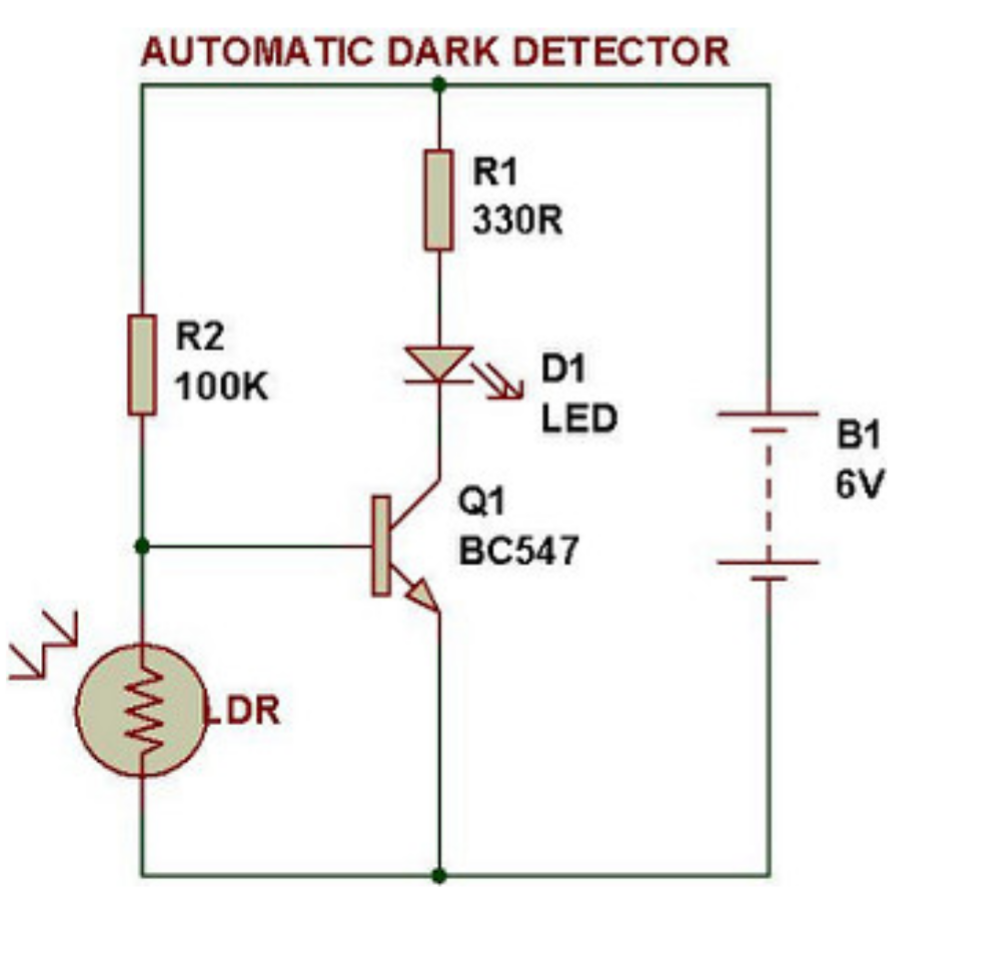 AUTOMATIC DARK DETECTOR
R1
330R
R2
100K
D1
LED
B1
6V
Q1
BC547
LDR